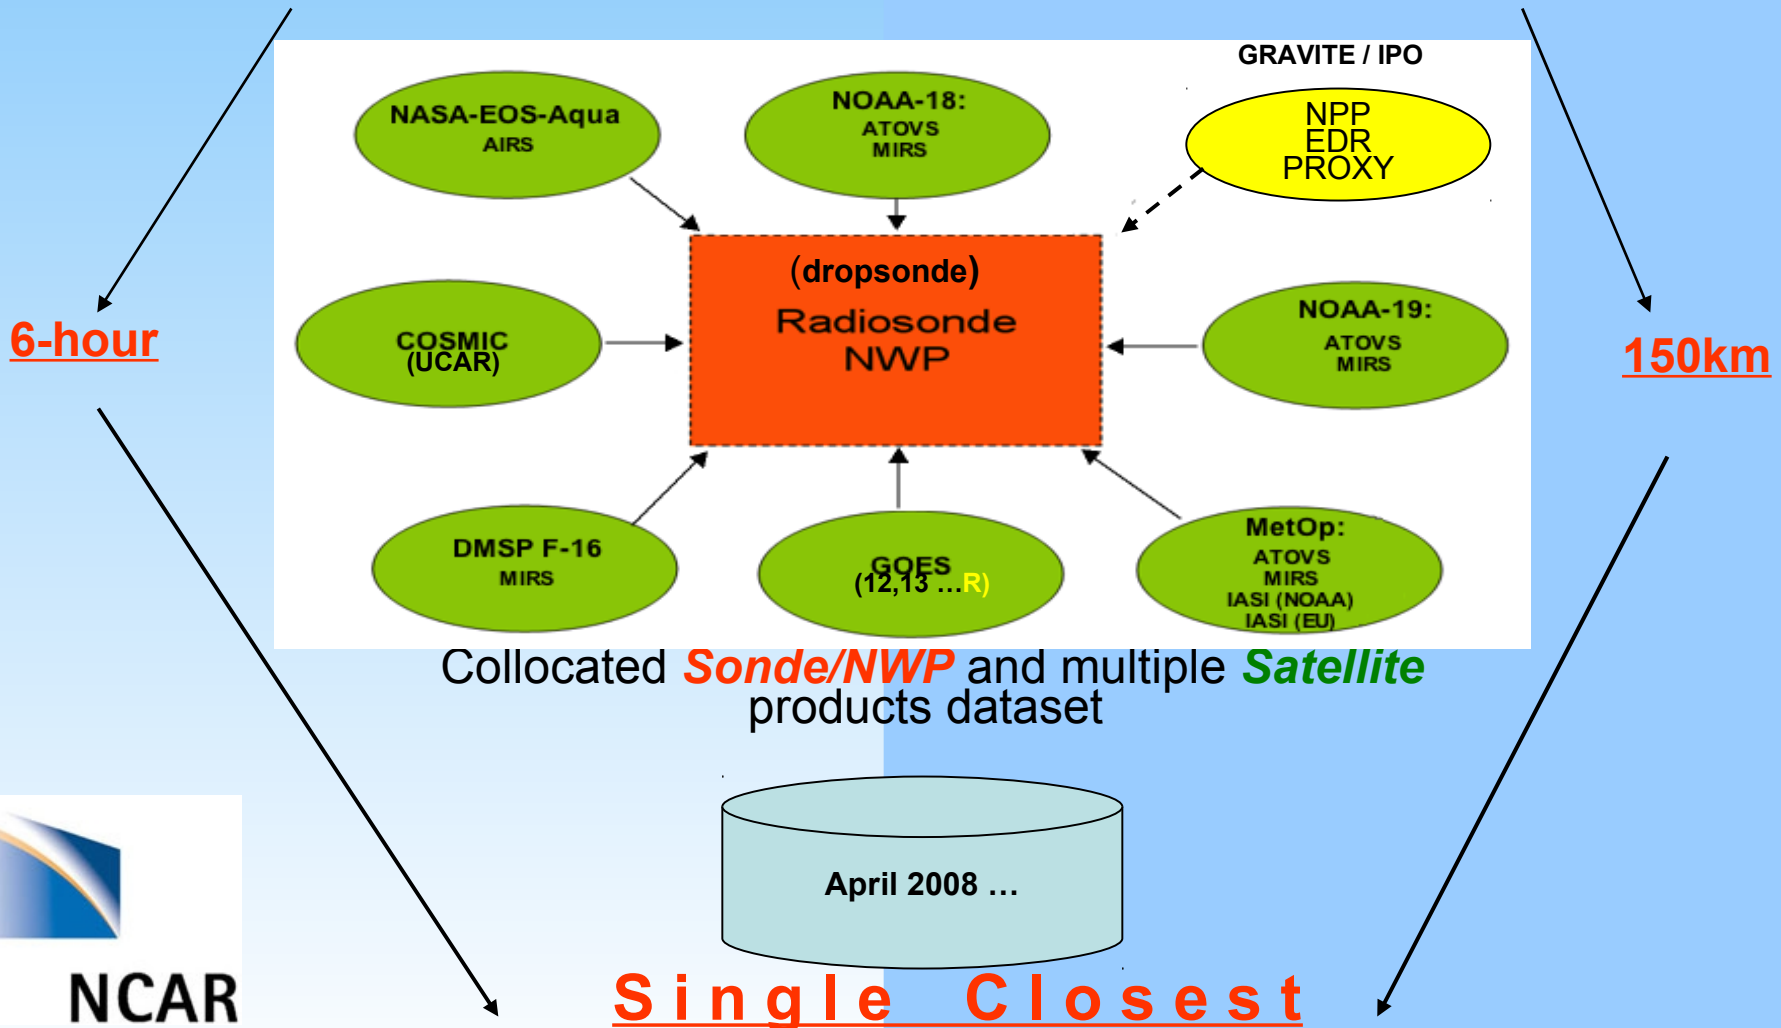 GRAVITE / IPO
NASA-EOS-Aqua
AIRS
NOAA-18:
ATOVS
MIRS
NPP
EDR
PROXY
(dropsonde)
Radiosonde
NWP
6-hour
COSMIC
(UCAR)
NOAA-19:
ATOVS
MIRS
150km
DMSP F-16
MIRS
GOES
(12,13 …R)
MetOp:
ATOVS
MIRS
IASI (NOAA)
IASI (EU)
Collocated Sonde/NWP and multiple Satellite
products dataset
April 2008 …
NCAR
Single Closest